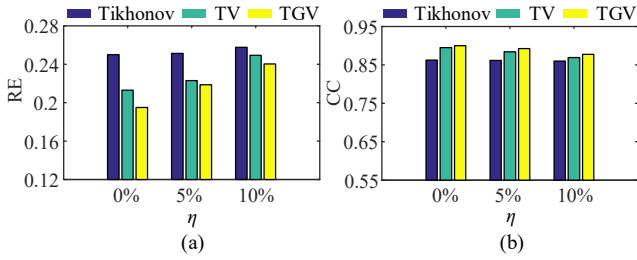 Tikhonov TV TGV
RE
0.28
0.24
0.2
0.16
0.12
0% 5% 10%
η
(a)
Tikhonov TV TGV
CC
0.95
0.85
0.75
0.65
0.55
0% 5% 10%
η
(b)